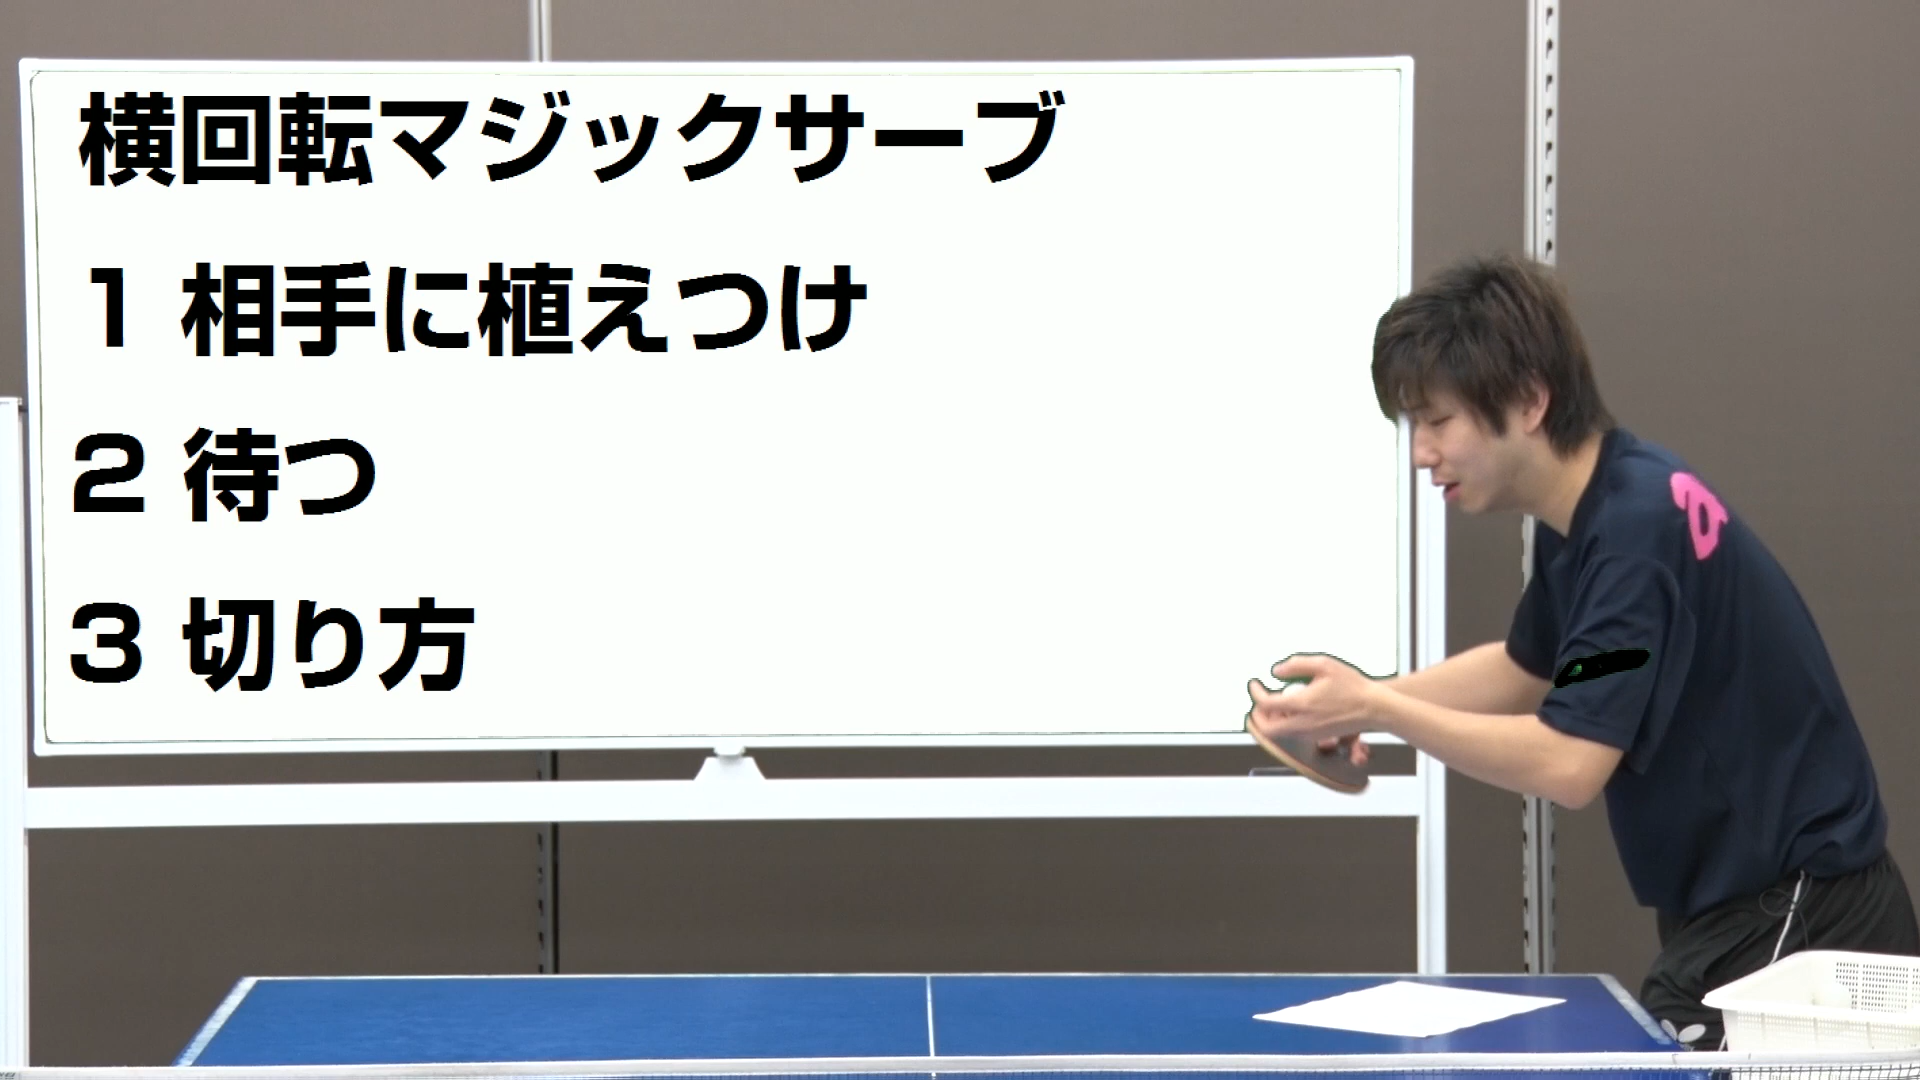 横回転マジックサーブ
1 相手に植えつけ
2 待つ
3 切り方